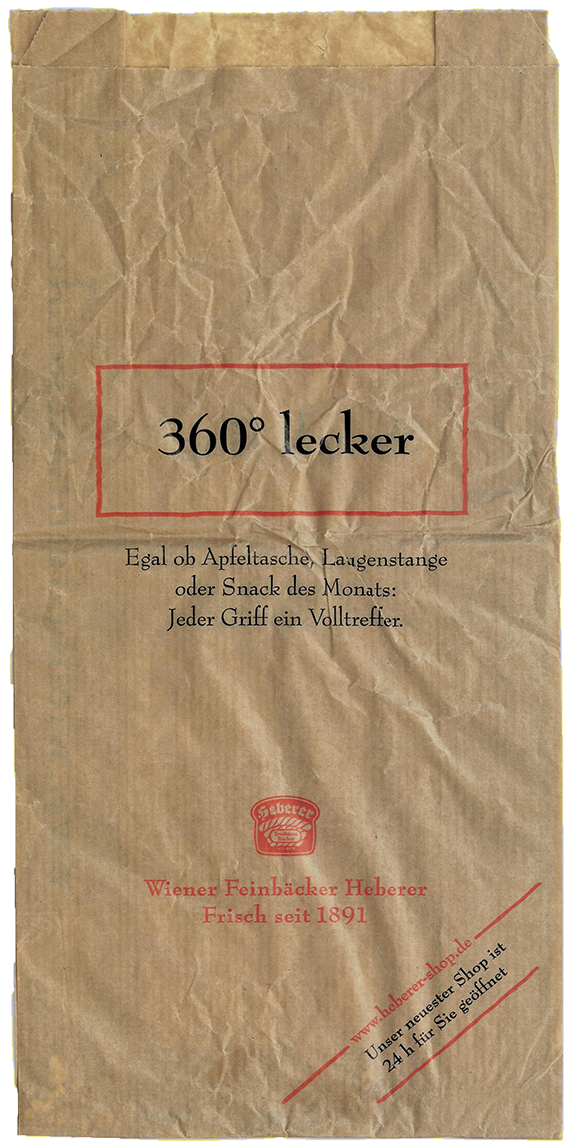 360° lecker
Egal ob Apfeltasche, Laugenstange
oder Snack des Monats:
Jeder Griff ein Volltreffer.
Heberer
Wiener Feinbäcker Heberer
Frisch seit 1891
www.heberer-shop.de
Unser neuester Shop ist
24 h für Sie geöffnet